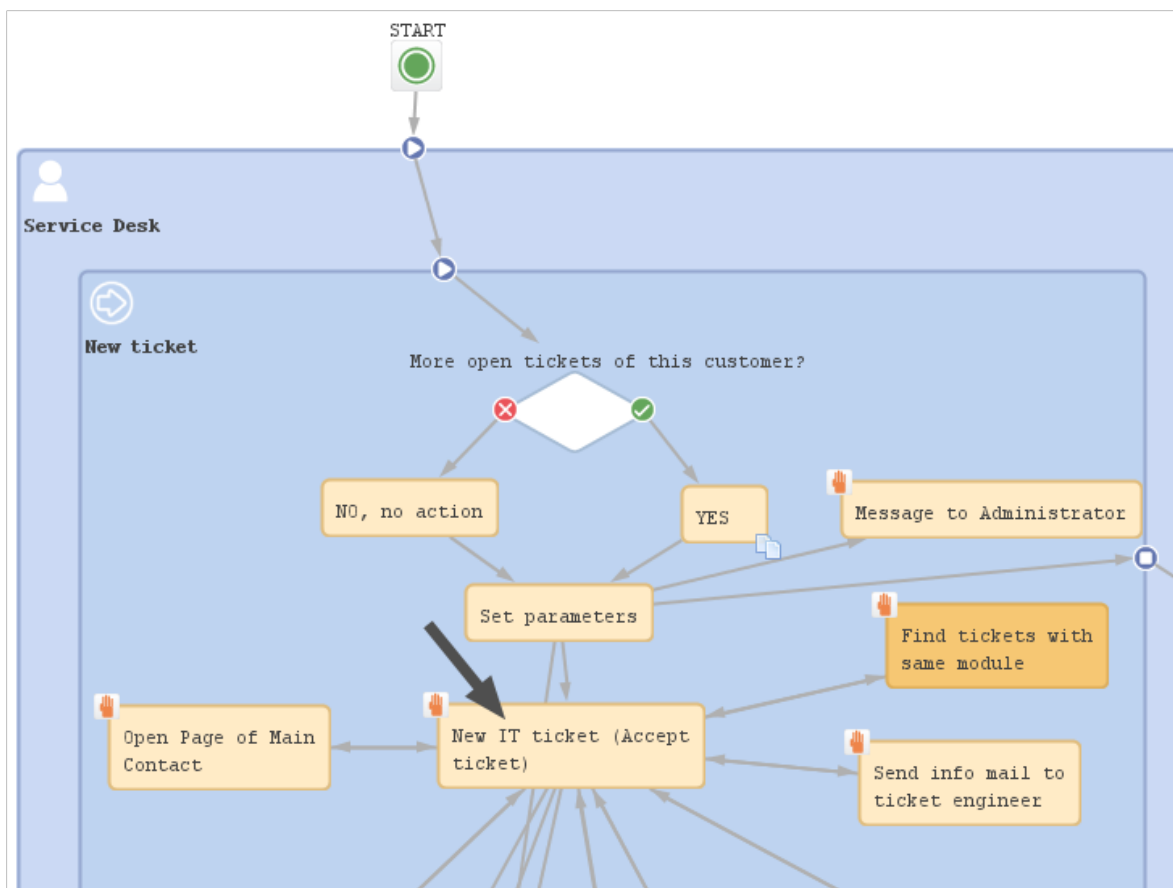 START
Service Desk
New ticket
More open tickets of this customer?
NO, no action
YES
Message to Administrator
Set parameters
Find tickets with
same module
Open Page of Main
Contact
New IT ticket (Accept
ticket)
Send info mail to
ticket engineer